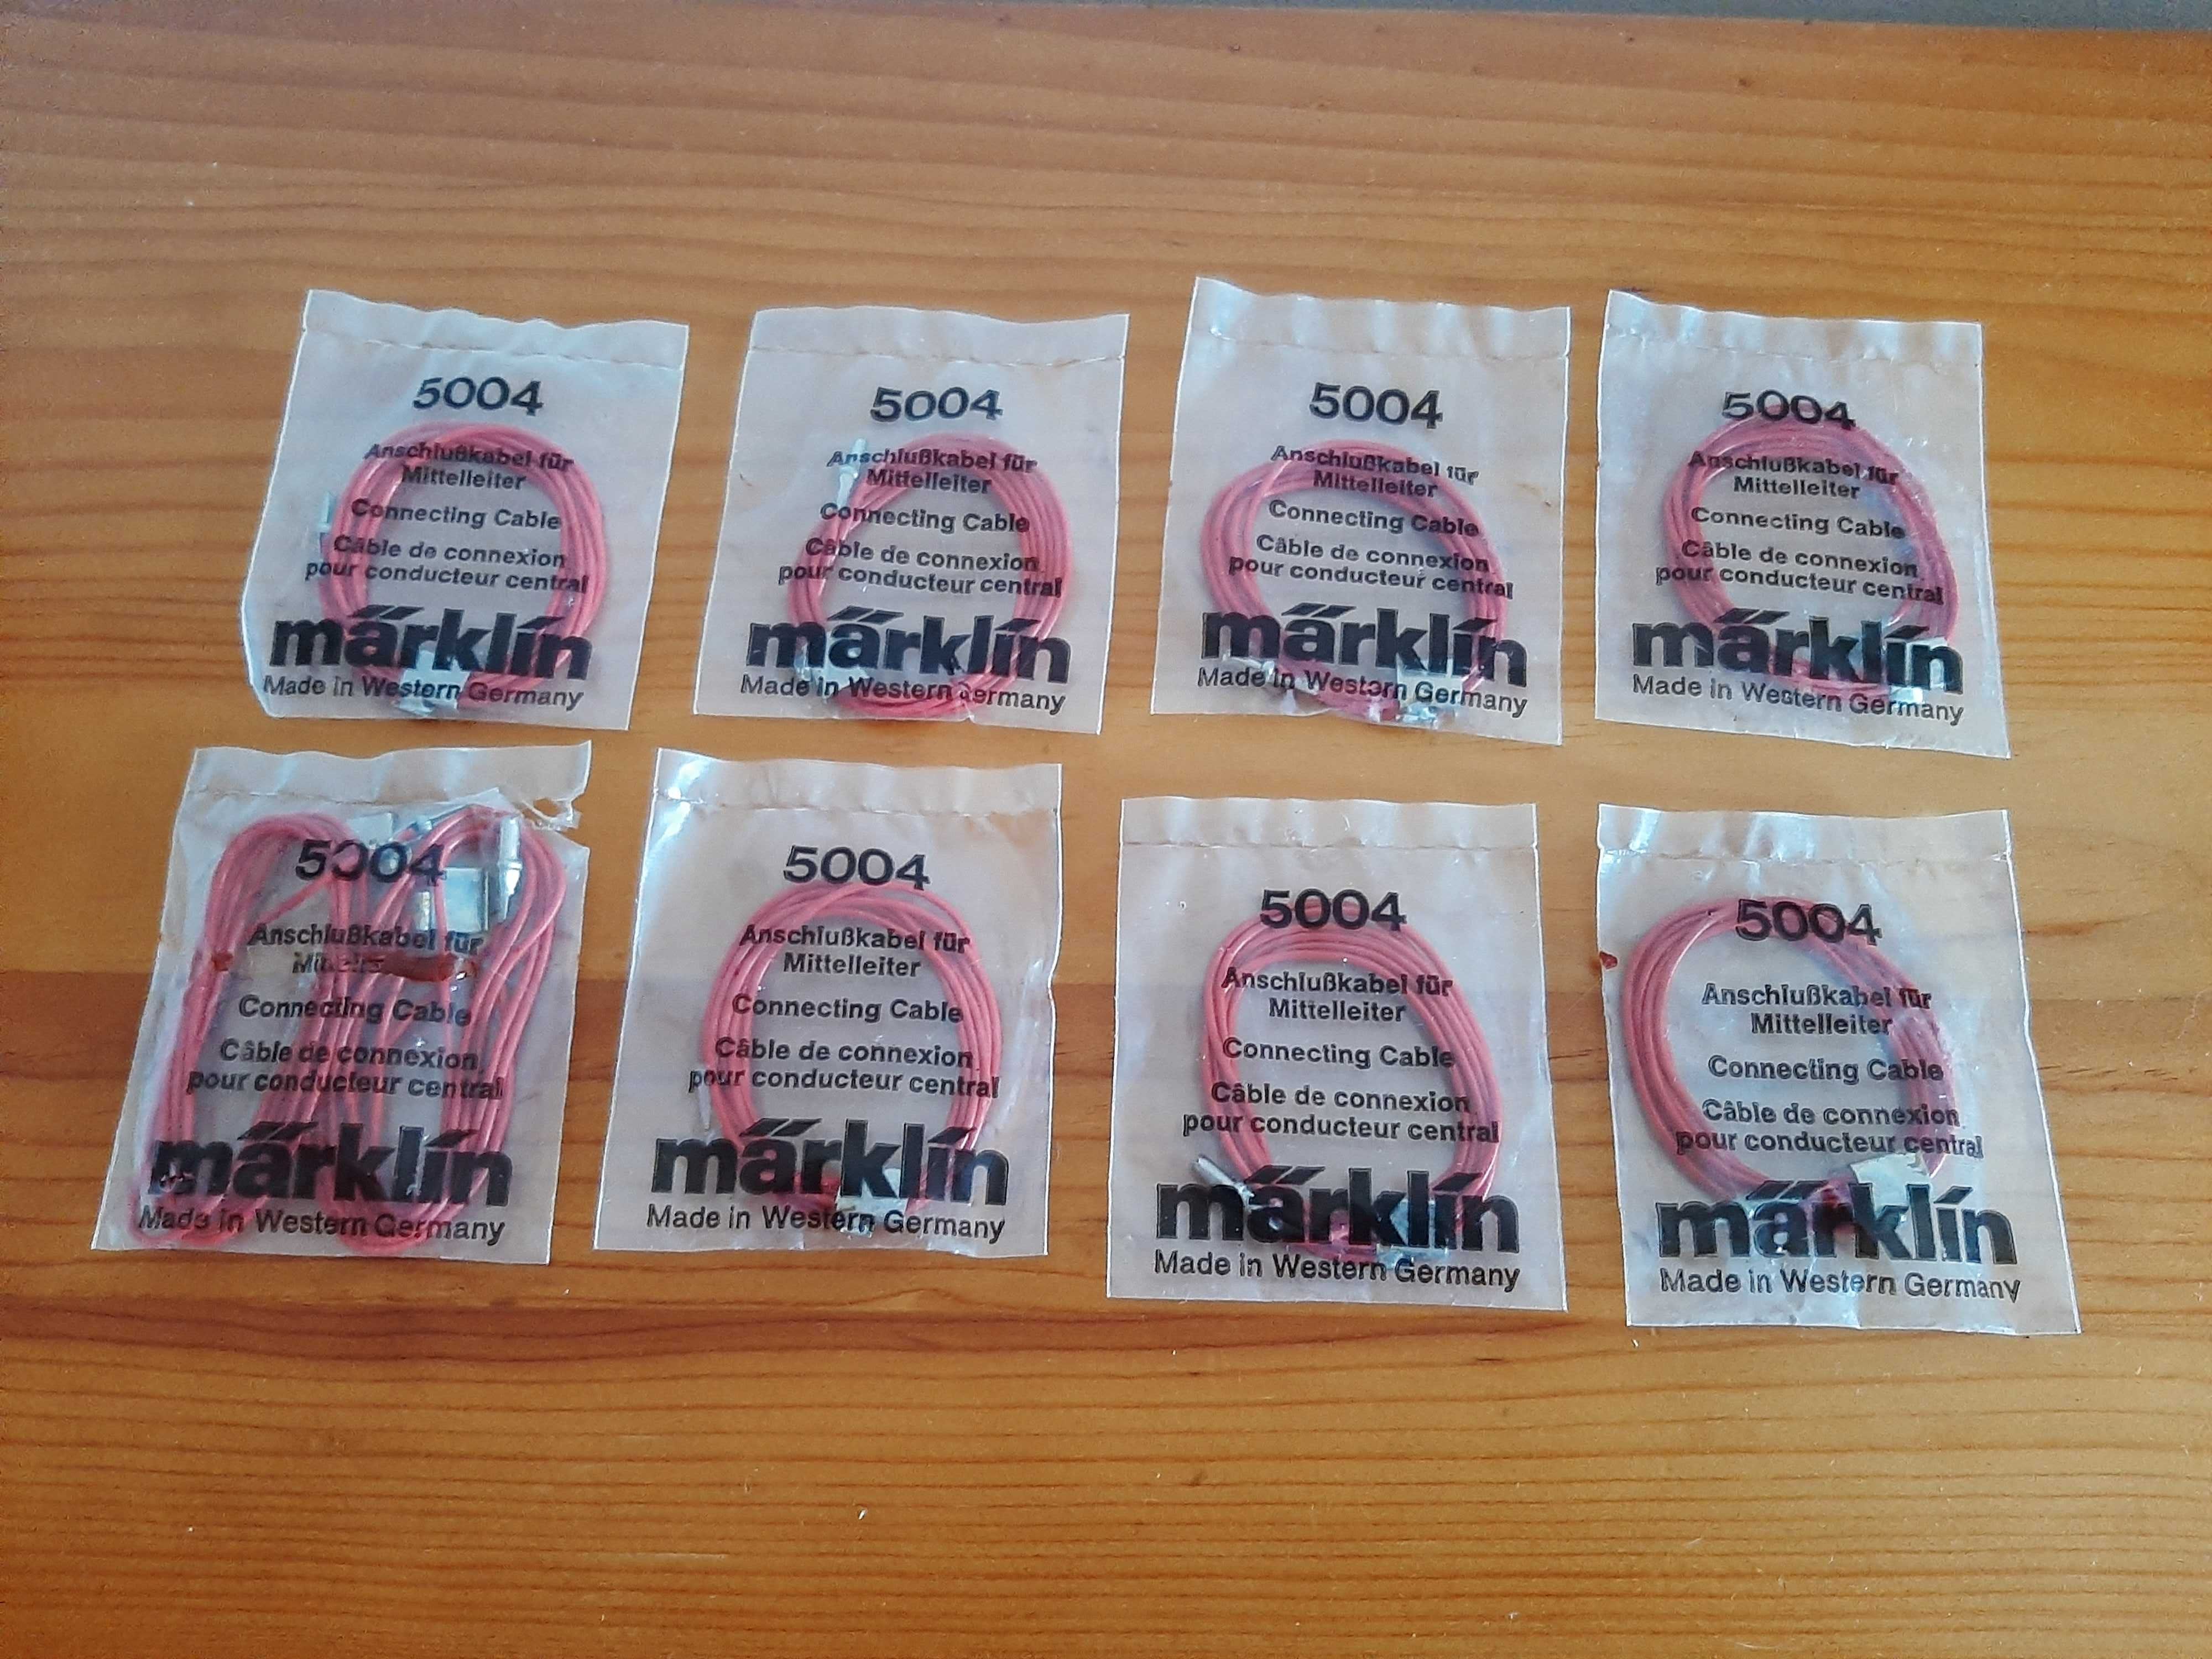 5004
Anschlußkabel für
Mittelleiter
Connecting Cable
Câble de connexion
pour conducteur central
märklin
Made in Western Germany
5004
Anschlußkabel für
Mittelleiter
Connecting Cable
Câble de connexion
pour conducteur central
märklin
Made in Western Germany
5004
Anschlußkabel für
Mittelleiter
Connecting Cable
Câble de connexion
pour conducteur central
märklin
Made in Western Germany
5004
Anschlußkabel für
Mittelleiter
Connecting Cable
Câble de connexion
pour conducteur central
märklin
Made in Western Germany
5004
Anschlußkabel für
Connecting Cable
Câble de connexion
pour conducteur central
märklin
Made in Western Germany
5004
Anschlußkabel für
Mittelleiter
Connecting Cable
Câble de connexion
pour conducteur central
märklin
Made in Western Germany
5004
Anschlußkabel für
Mittelleiter
Connecting Cable
Câble de connexion
pour conducteur central
märklin
Made in Western Germany
5004
Anschlußkabel für
Mittelleiter
Connecting Cable
Câble de connexion
pour conducteur central
märklin
Made in Western Germany